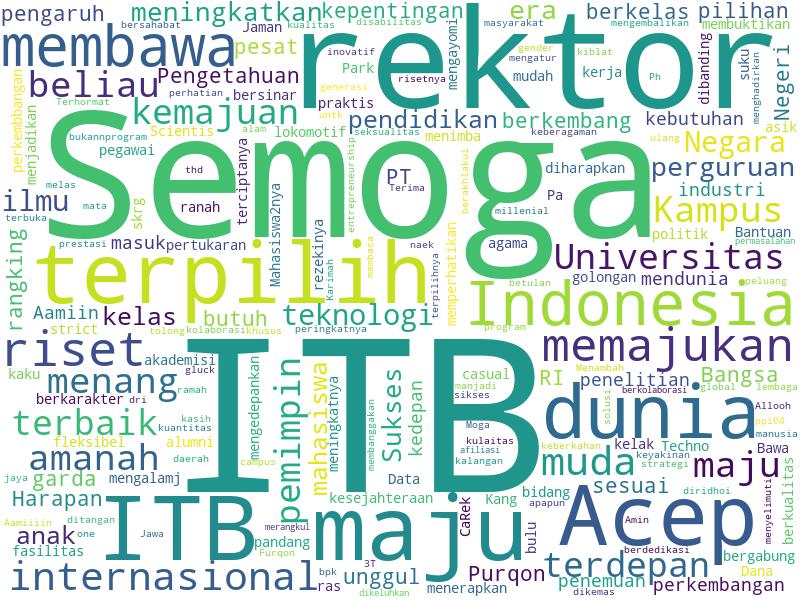 pengaruh
meningkatkan
kepentingan
era
berkelas
pilihan
bersahabat
Jaman
kualitas
disabilitas
masyarakat
mengembalikan
membuktikan
membawa
pesat
inovatif
mengayomi
gender
kiblat
suku
mengatur
rektor
Park
risetnya
mudah
kerja
Ph
dibanding
menghadirkan
Negeri
beliau
Pengetahuan
perhatian
bersinar
generasi
praktis
untk
perkembbangan
menjadikan
Terhormat
kemajuan
bukannprogram
Scientis
alam
lokomotif
pendidikan
berkembang
kebutuhan
ulang
asik
seksualitas
menimba
keberagaman
Negara
pegawai
Semoga
melas
thd
terciptanya
entrepreneurship
PT
Terima
berakhlakul
diharapkan
perguruan
ilmu
mata
ranah
Mahasiswa2nya
millenial
Pa
industri
terbuka
skrg
rezekinya
Karimah
Kampus
rangking
prestasi
masuk
pertukaran
membaca
naek
agama
politik
Bantuan
permasalahan
terpilih
terpilihnya
memperhatikan
betulan
Universitas
golongan
mendunia
peluang
Aamiin
kelas
butuh
teknologi
program
Indonesia
strict
tolong
kolaborasi
khusus
peringkatnya
riset
akademisi
gluck
ITB
memajukan
kaku
menang
ramah
mengedepankan
pemimpin
mahasiswa
meningkatnya
membanggakan
Sukses
kedepan
casual
manjadi
sikses
RI
penelitian
Menambah
Bangsa
global
lembaga
berkarakter
dri
kasih
kuantitas
dunia
solusi
berkolaborasi
Allooh
terbaik
fleksibel
alumni
Moga
kulaitas
afiliasi
kalangan
keberkahan
kelak
Techno
ppi04
manusia
keyakinan
Bawa
strategi
amanah
daerah
campus
muda
maju
jaya
garda
mengalamj
Data
diridhoi
menyelimuti
berkualitas
Harapan
kesejahteraan
Kang
bidang
sesuai
apapun
Aamiiiin
ditangan
merangkul
CaReK
bulu
Amin
anak
one
Jawa
ITB
maju
Acep
fasilitas
pandang
Furqon
berdedikasi
bergabung
terdepan
internasional
bpk
3T
unggul
Purqon
penemuan
Dana
ras
dikeluhkan
menerapkan
dikemas
perkembangan